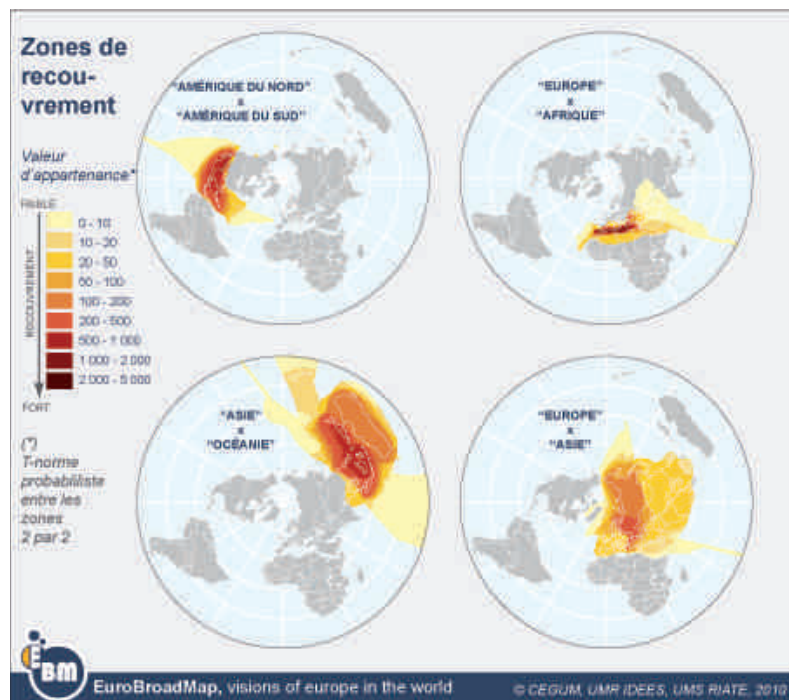 Zones de
recou-
vrement
Valeur
d'appartenance*
FAIBLE
RECOUVREMENT
0 - 10
10 - 20
20 - 50
50 - 100
100 - 200
200 - 500
500 - 1 000
1 000 - 2 000
2 000 - 5 000
FORT
(*)
T-norme
probabiliste
entre les
zones
2 par 2
"AMÉRIQUE DU NORD"
x
"AMÉRIQUE DU SUD"
"EUROPE"
x
"AFRIQUE"
"ASIE"
x
"OCÉANIE"
"EUROPE"
x
"ASIE"
EBM
EuroBroadMap, visions of europe in the world
© CEGUM, UMR IDEES, UMS RIATE, 2010